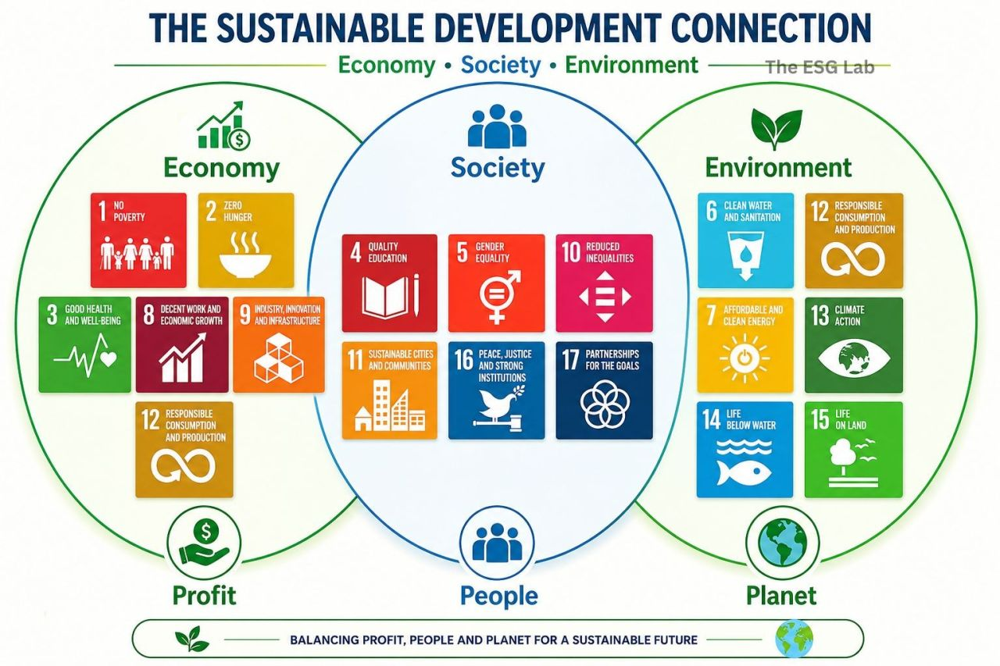 THE SUSTAINABLE DEVELOPMENT CONNECTION
Economy • Society • Environment
The ESG Lab
Economy
1 NO
POVERTY
2 ZERO
HUNGER
3 GOOD HEALTH
AND WELL-BEING
8 DECENT WORK AND
ECONOMIC GROWTH
9 INDUSTRY, INNOVATION
AND INFRASTRUCTURE
12 RESPONSIBLE
CONSUMPTION
AND PRODUCTION
$
Profit
Society
4 QUALITY
EDUCATION
5 GENDER
EQUALITY
10 REDUCED
INEQUALITIES
11 SUSTAINABLE CITIES
AND COMMUNITIES
16 PEACE, JUSTICE
AND STRONG
INSTITUTIONS
17 PARTNERSHIPS
FOR THE GOALS
People
Environment
6 CLEAN WATER
AND SANITATION
12 RESPONSIBLE
CONSUMPTION
AND PRODUCTION
7 AFFORDABLE AND
CLEAN ENERGY
13 CLIMATE
ACTION
14 LIFE
BELOW WATER
15 LIFE
ON LAND
Planet
BALANCING PROFIT, PEOPLE AND PLANET FOR A SUSTAINABLE FUTURE